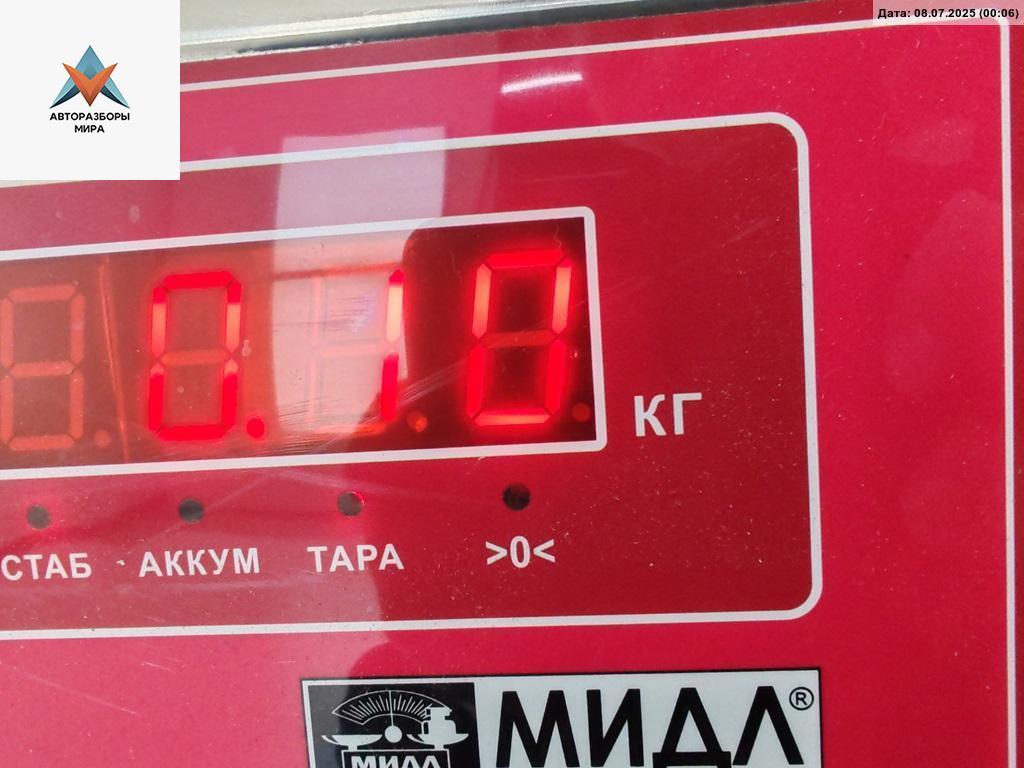 Дата: 08.07.2025 (00:06)
АВТОРАЗБОРЫ
МИРА
0.10
КГ
СТАБ АККУМ ТАРА >0<
МИДЛ®
МИДЛ